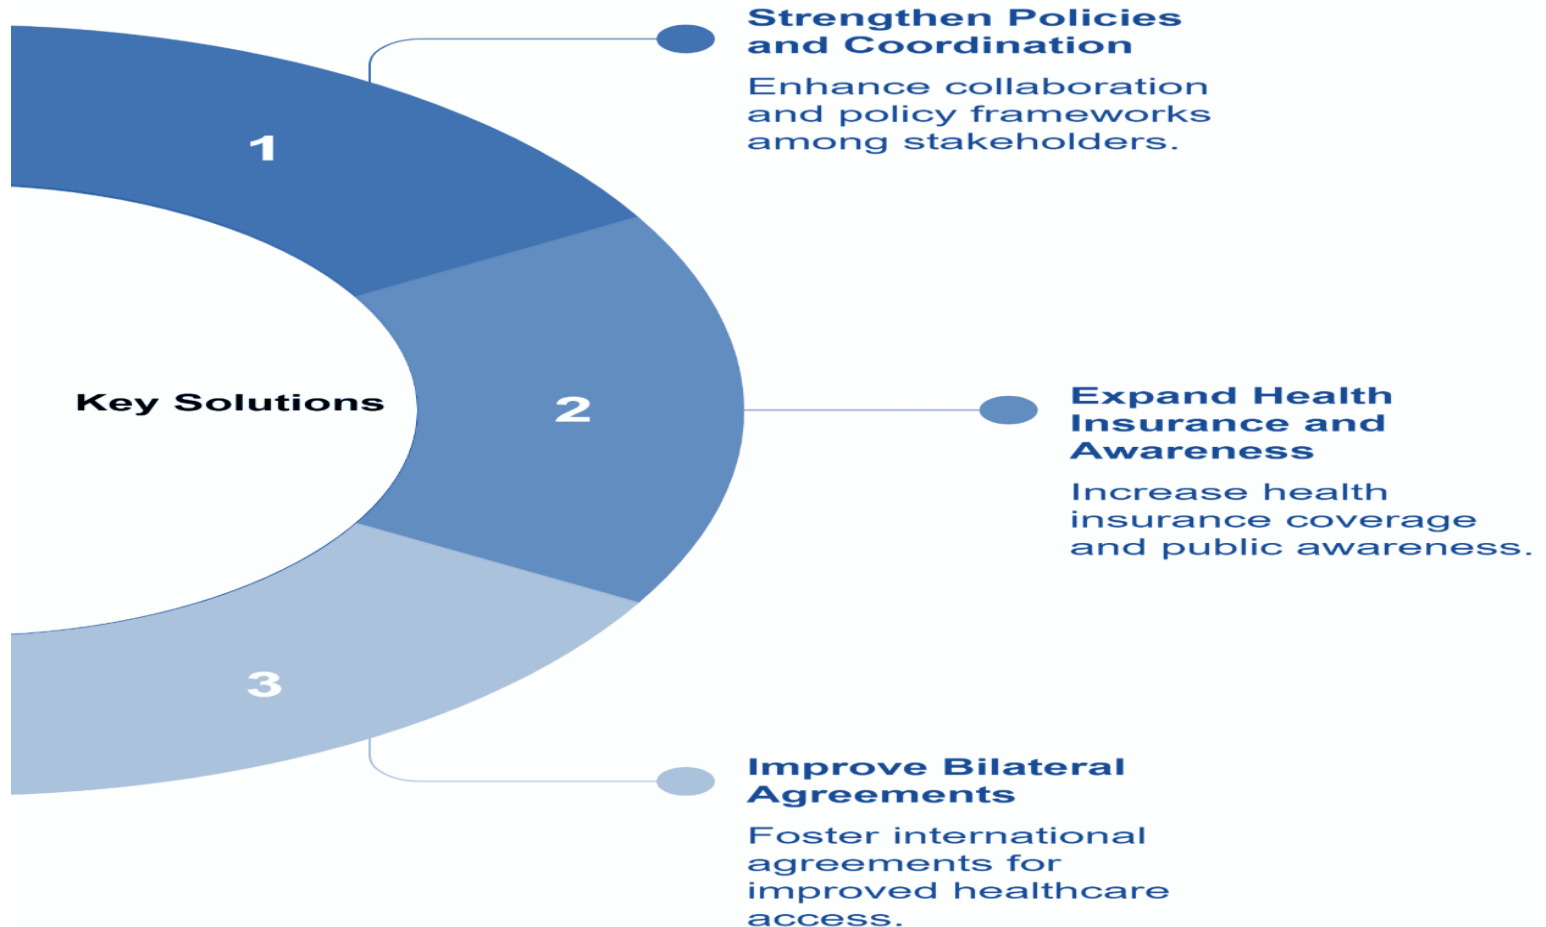 Strengthen Policies
and Coordination
Enhance collaboration
and policy frameworks
among stakeholders.
1
Key Solutions
2
Expand Health
Insurance and
Awareness
Increase health
insurance coverage
and public awareness.
3
Improve Bilateral
Agreements
Foster international
agreements for
improved healthcare
access.